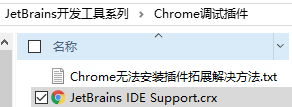 JetBrains开发工具系列 > Chrome调试插件
名称
Chrome无法安装插件拓展解决方法.txt
JetBrains IDE Support.crx